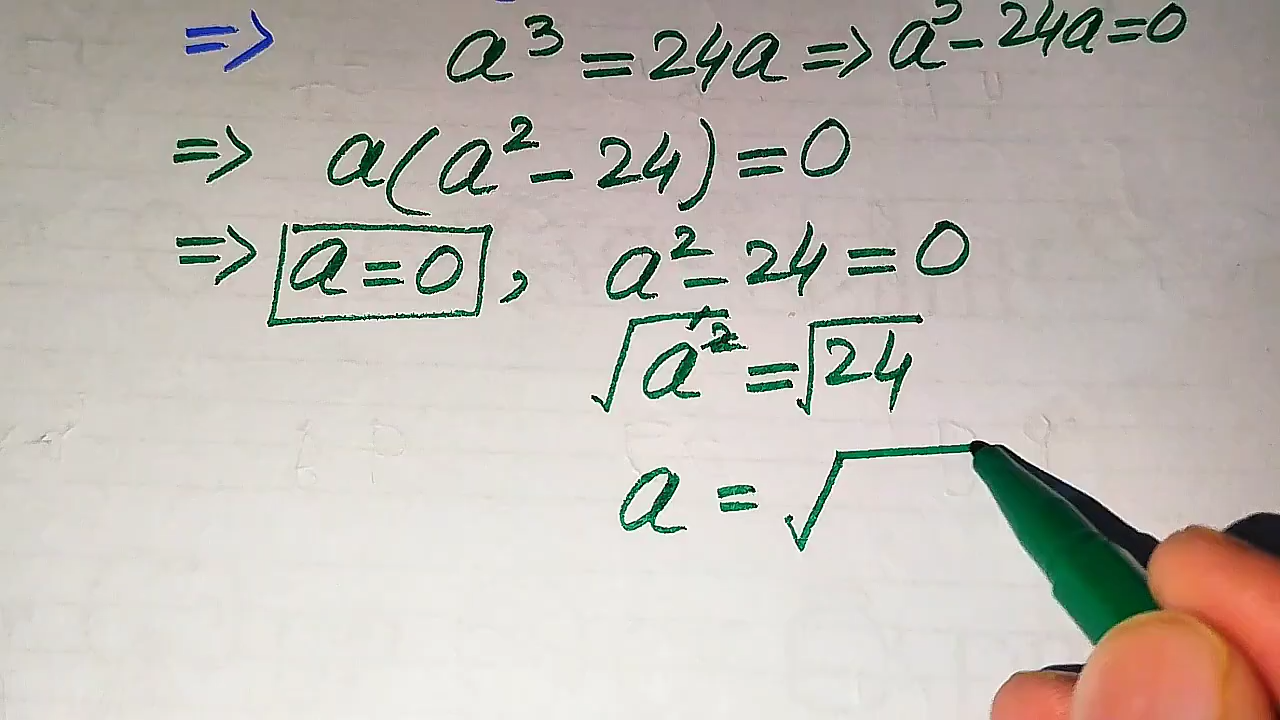 => a³ = 24a => a³ - 24a = 0
=> a(a² - 24) = 0
=> a = 0 , a² - 24 = 0
√a² = √24
a = √